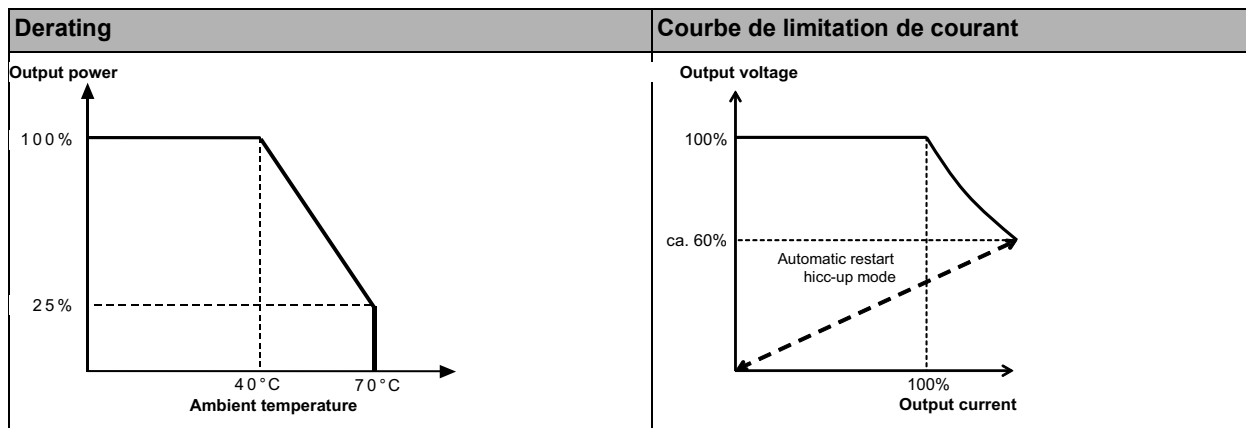 Derating
Courbe de limitation de courant
Output power
100%
25%
40°C
70°C
Ambient temperature
Output voltage
100%
ca. 60%
Automatic restart
hicc-up mode
100%
Output current